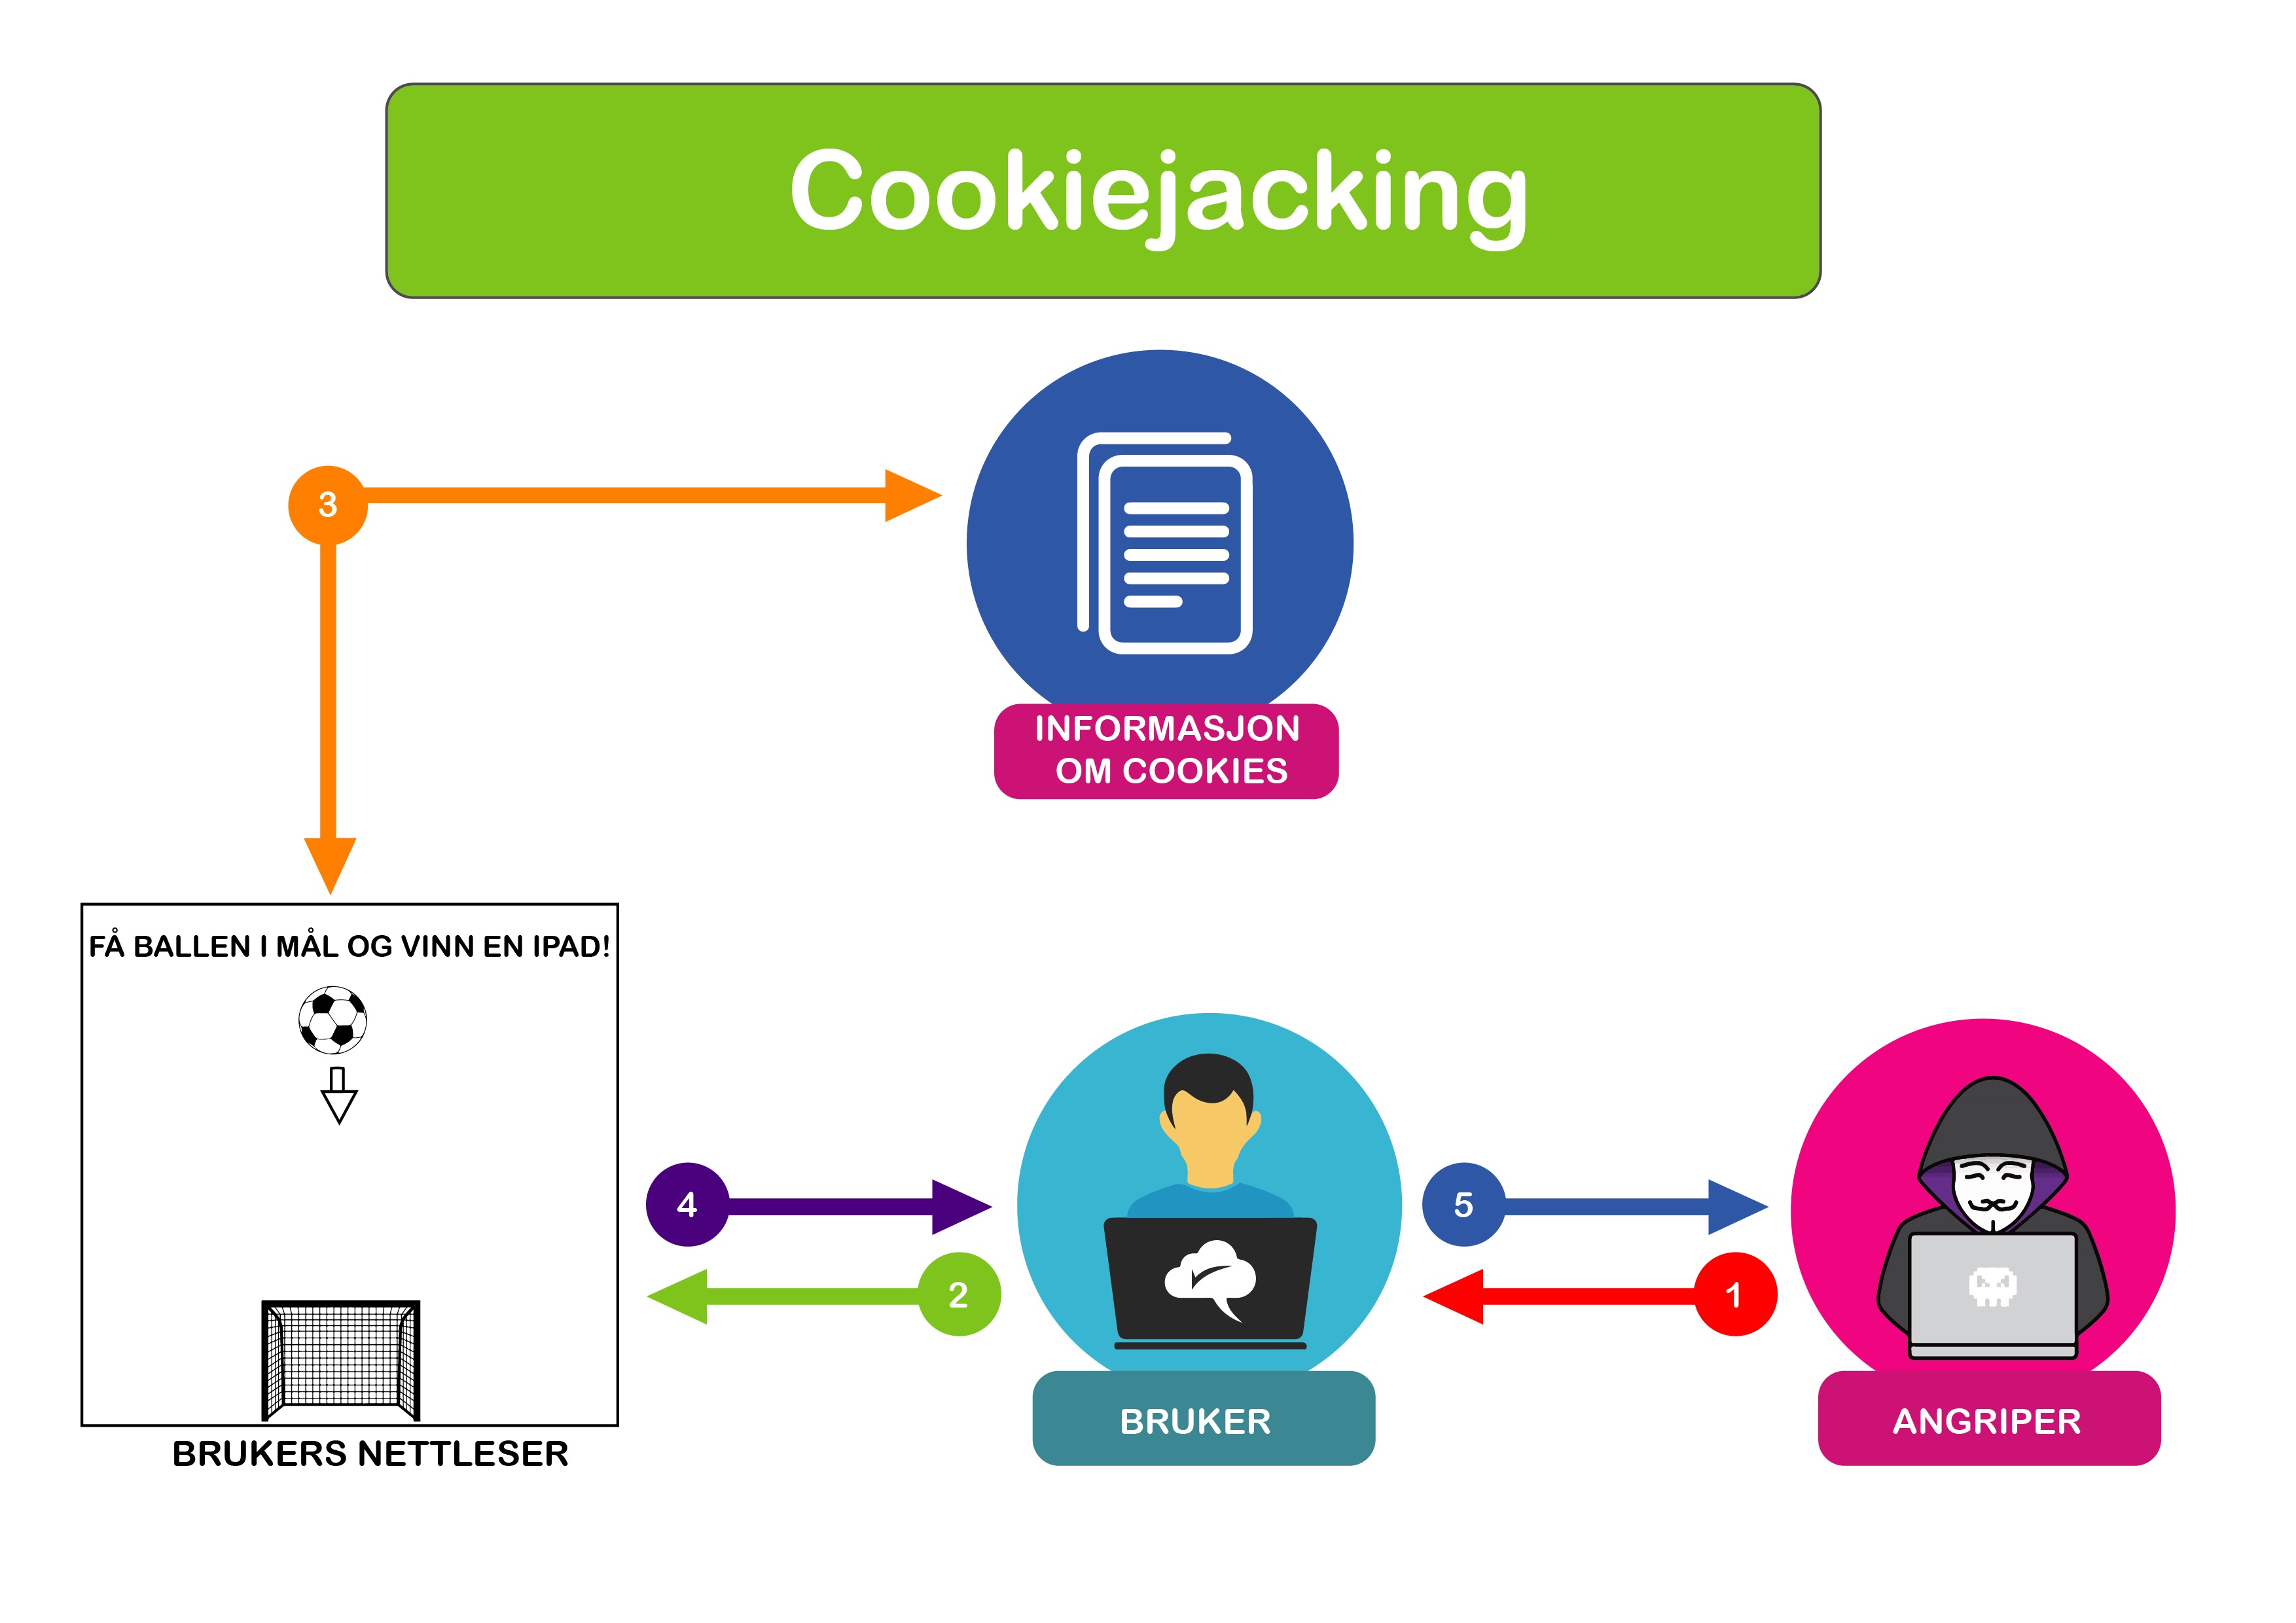 Cookiejacking
3
INFORMASJON
OM COOKIES
FÅ BALLEN I MÅL OG VINN EN IPAD!
4
5
2
1
BRUKER
ANGRIPER
BRUKERS NETTLESER